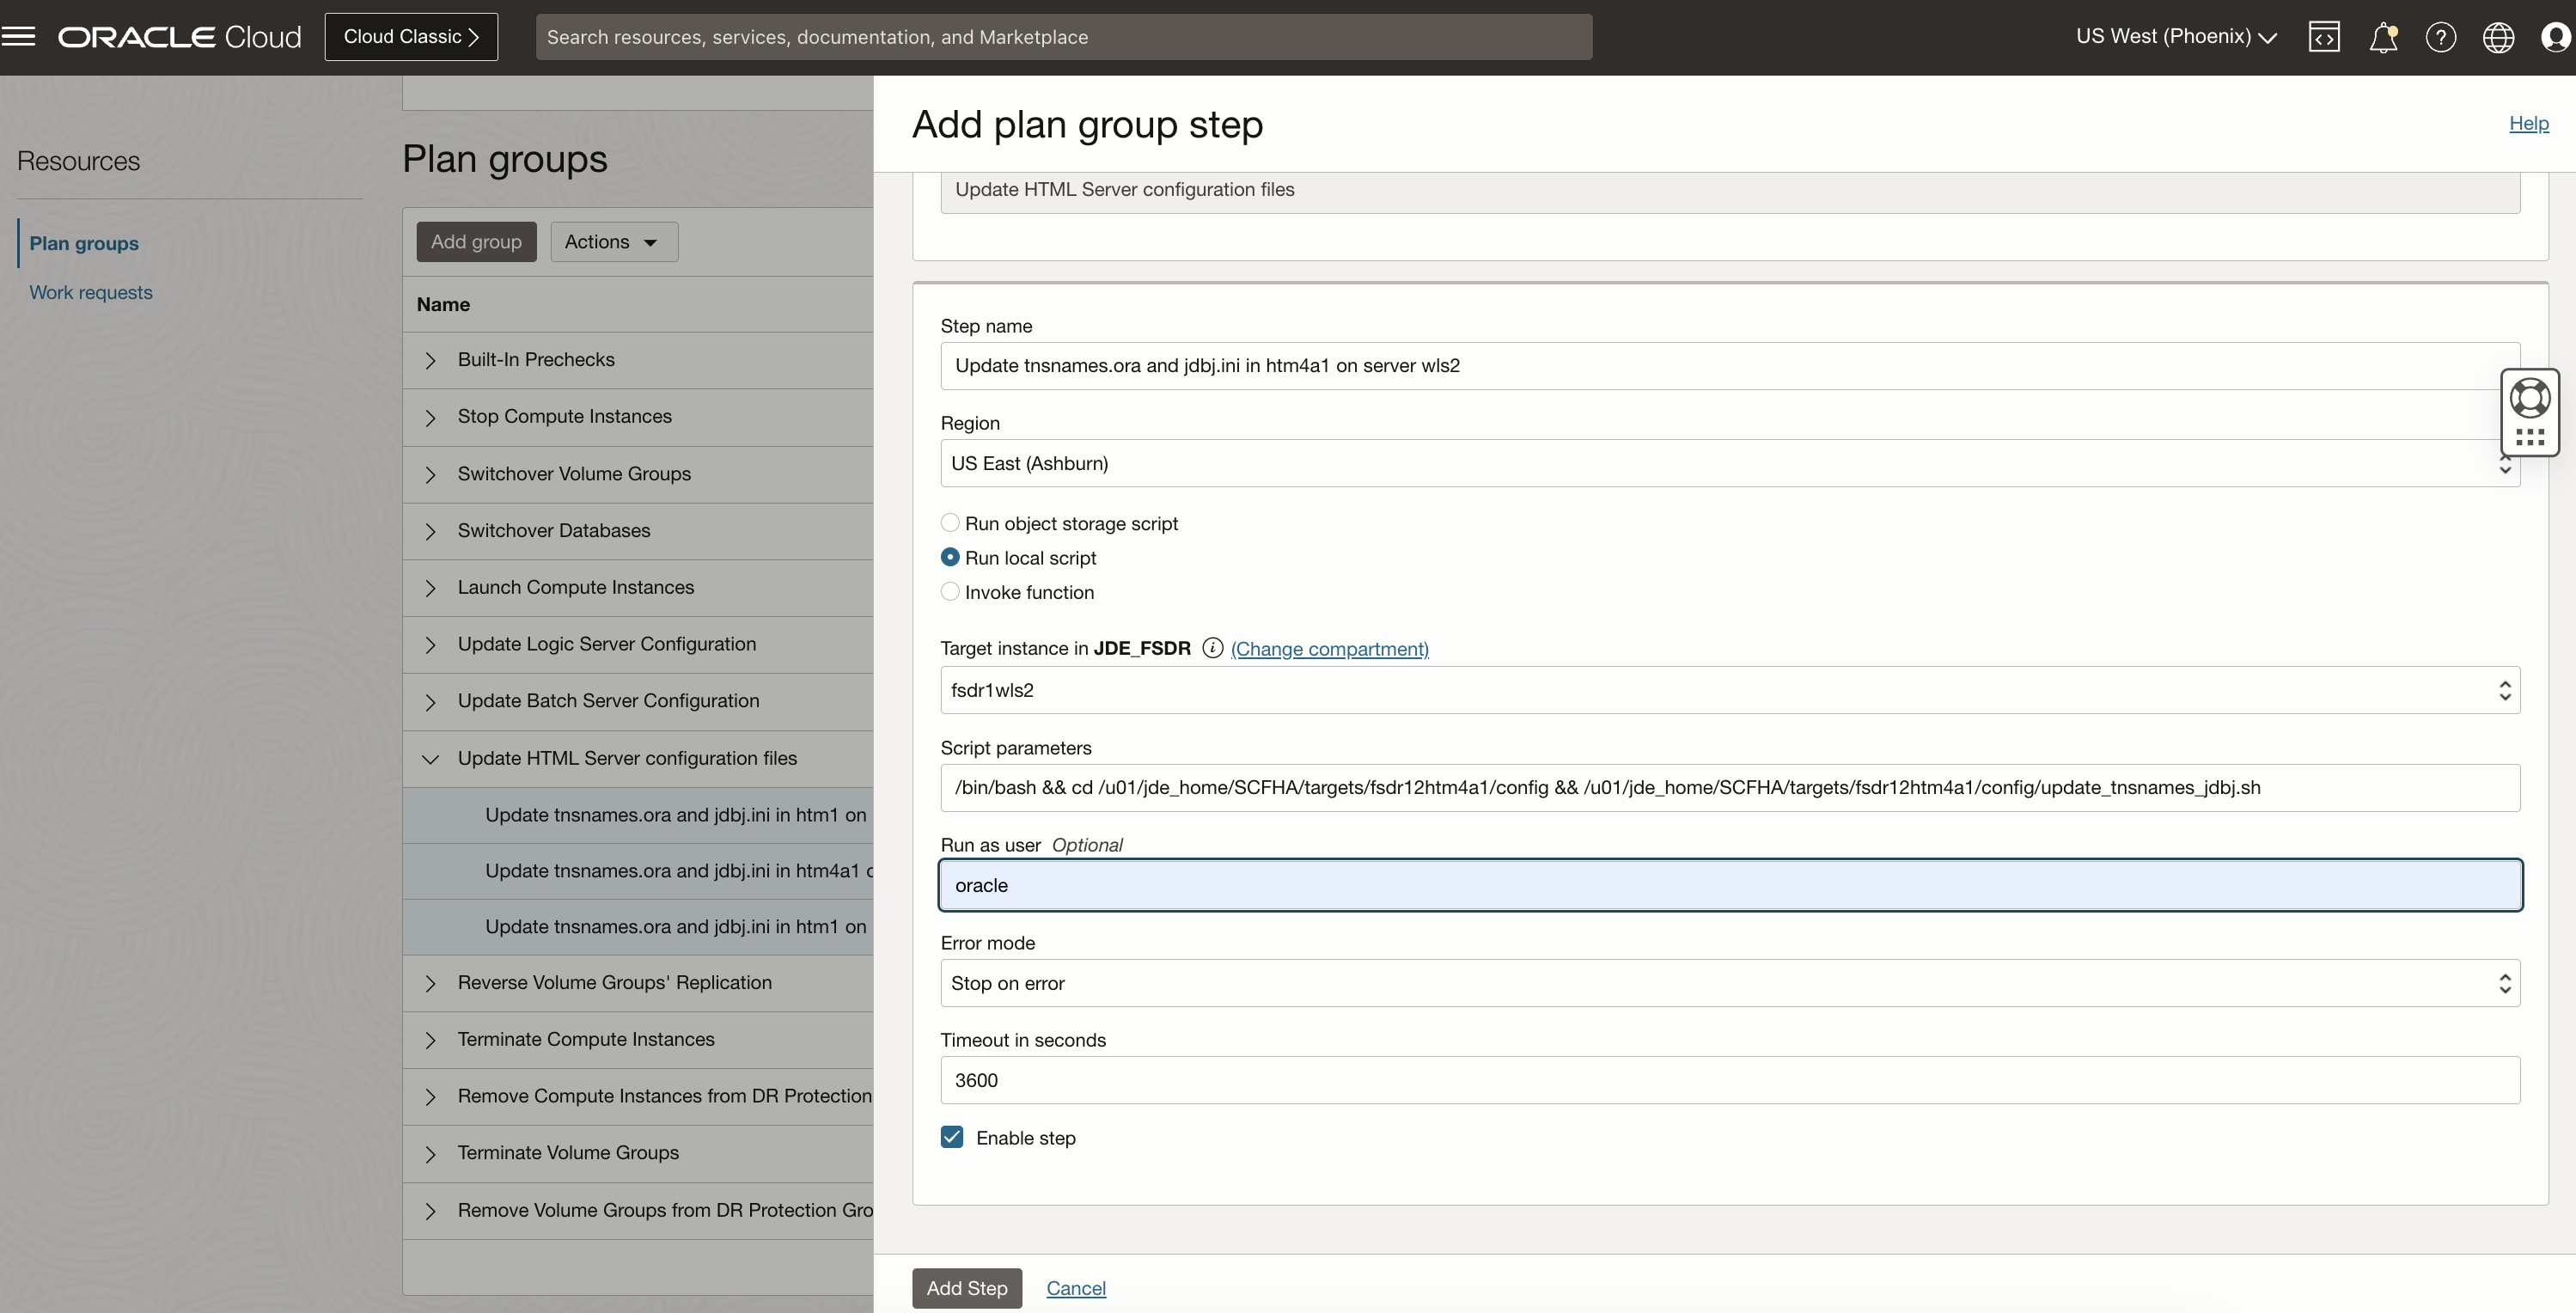 ORACLE Cloud
Cloud Classic
Search resources, services, documentation, and Marketplace
US West (Phoenix)
Resources
Plan groups
Work requests
Plan groups
Add group
Actions
Name
Built-In Prechecks
Stop Compute Instances
Switchover Volume Groups
Switchover Databases
Launch Compute Instances
Update Logic Server Configuration
Update Batch Server Configuration
Update HTML Server configuration files
Update tnsnames.ora and jdbj.ini in htm1 on
Update tnsnames.ora and jdbj.ini in htm4a1
Update tnsnames.ora and jdbj.ini in htm1 on
Reverse Volume Groups' Replication
Terminate Compute Instances
Remove Compute Instances from DR Protection
Terminate Volume Groups
Remove Volume Groups from DR Protection Gro
Add plan group step
Help
Update HTML Server configuration files
Step name
Update tnsnames.ora and jdbj.ini in htm4a1 on server wls2
Region
US East (Ashburn)
Run object storage script
Run local script
Invoke function
Target instance in JDE_FSDR (Change compartment)
fsdr1wls2
Script parameters
/bin/bash && cd /u01/jde_home/SCFHA/targets/fsdr12htm4a1/config && /u01/jde_home/SCFHA/targets/fsdr12htm4a1/config/update_tnsnames_jdbj.sh
Run as user Optional
oracle
Error mode
Stop on error
Timeout in seconds
3600
Enable step
Add Step
Cancel